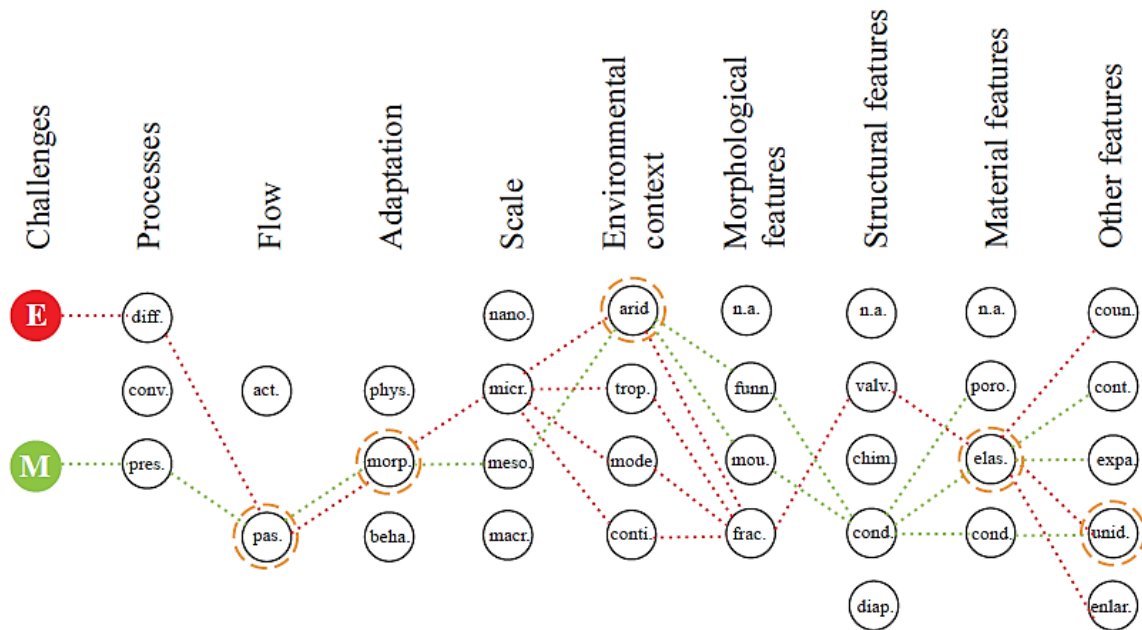 Challenges
Processes
Flow
Adaptation
Scale
Environmental
context
Morphological
features
Structural features
Material features
Other features
E
diff.
nano.
arid
n.a.
n.a.
n.a.
coun.
conv.
act.
phys.
micr.
trop.
funn.
valv.
poro.
cont.
M
pres.
morp.
meso.
mode.
mou.
chim.
elas.
expa.
pas.
beha.
macr.
conti.
frac.
cond.
cond.
unid.
diap.
enlar.